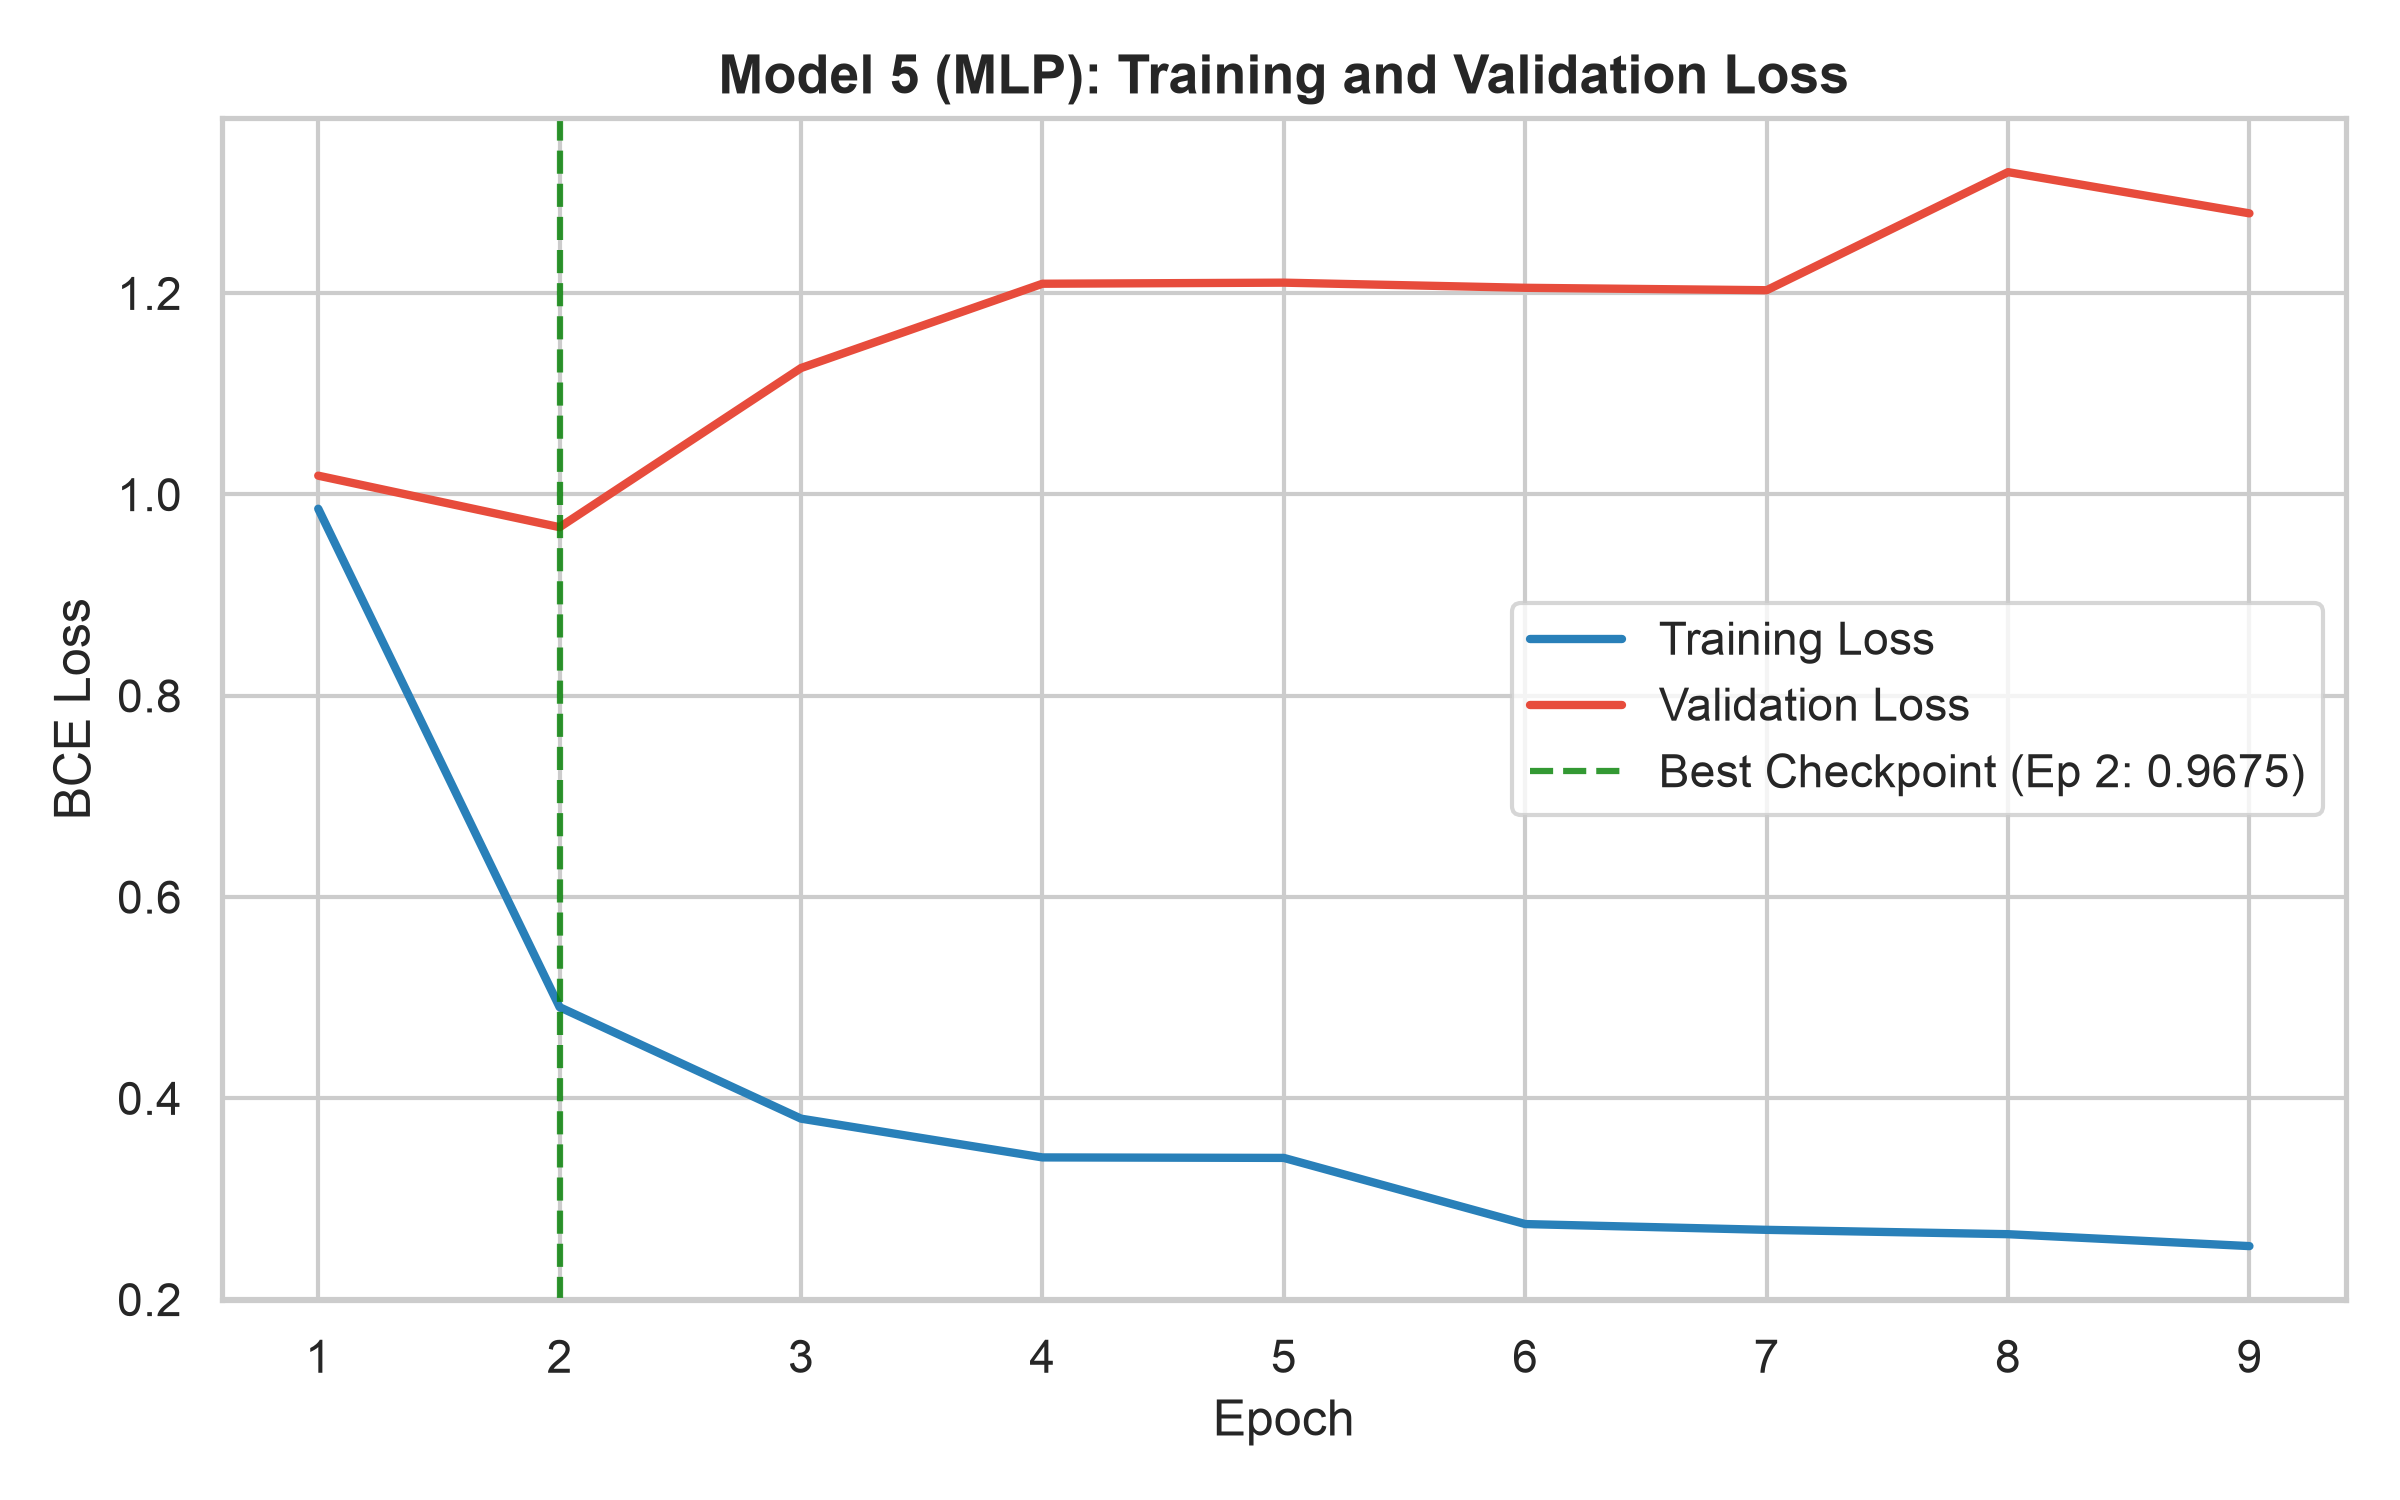 Model 5 (MLP): Training and Validation Loss
BCE Loss
1.2
1.0
0.8
0.6
0.4
0.2
Training Loss
Validation Loss
Best Checkpoint (Ep 2: 0.9675)
1 2 3 4 5 6 7 8 9
Epoch